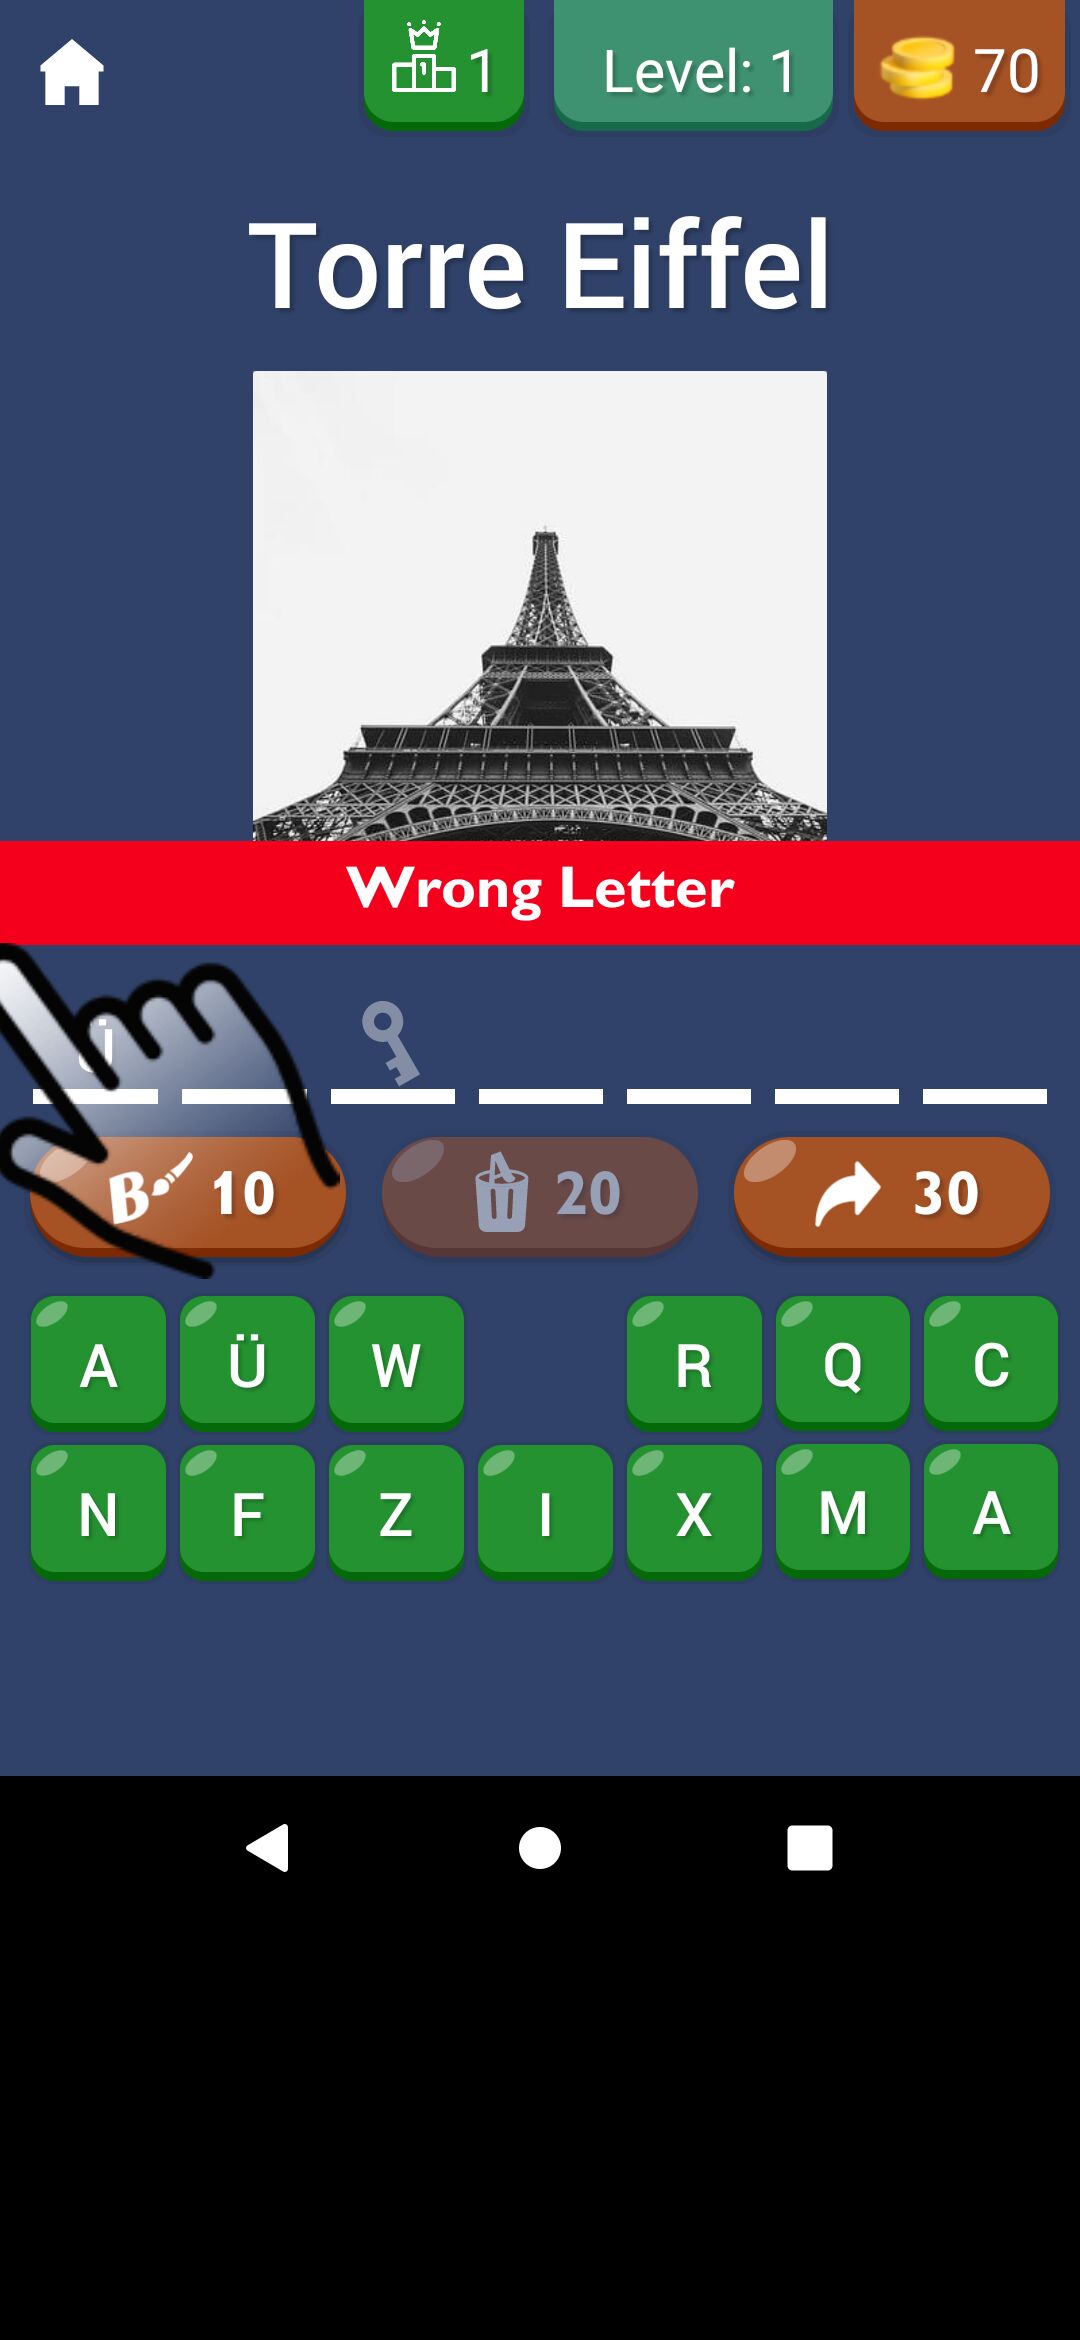 1
Level: 1
70
Torre Eiffel
Wrong Letter
B 10
20
30
A Ü W R Q C
N F Z I X M A